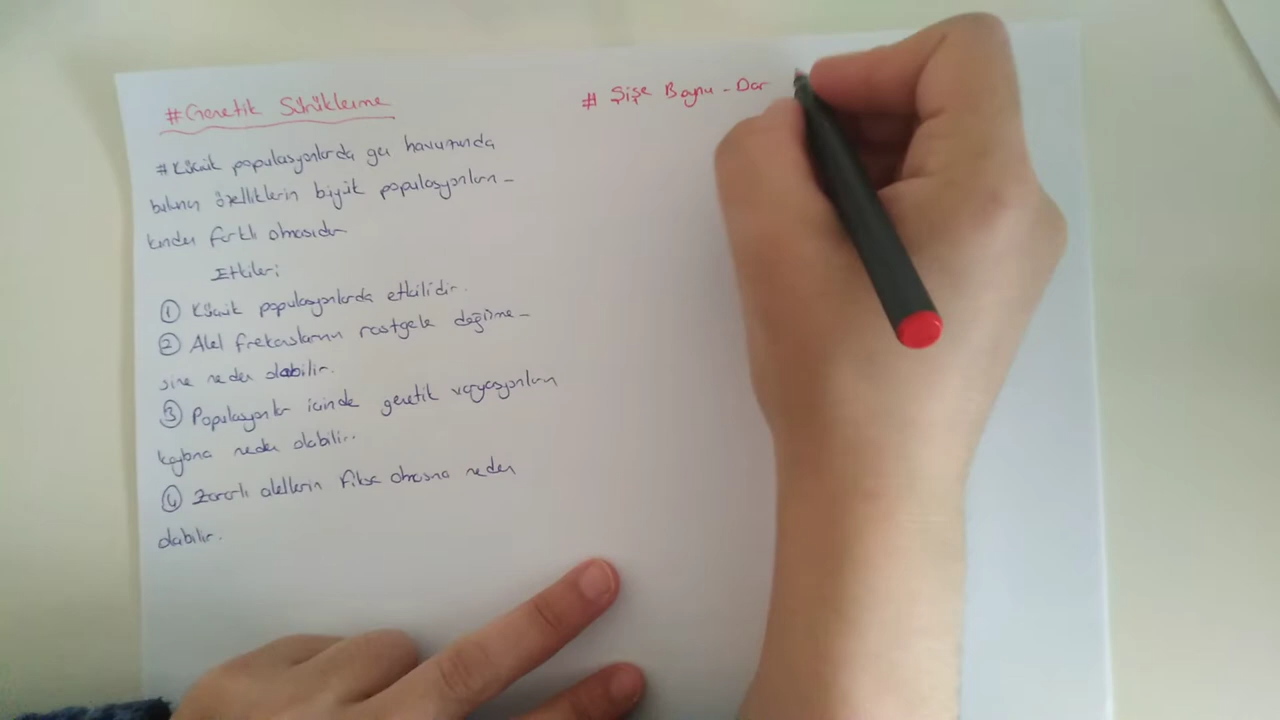 #Genetik Sürüklenme
#Küçük populasyonlarda gen havuzunda
bulunan özelliklerin büyük populasyonların-
kinden farklı olmasıdır
Etkileri
① Küçük populasyonlarda etkilidir.
② Alel frekanslarının rastgele değişme-
sine neden olabilir.
③ Populasyonlar içinde genetik varyasyonların
kaybına neden olabilir.
④ Zararlı alellerin fikse olmasına neden
olabilir.
# Şişe Boynu - Dar